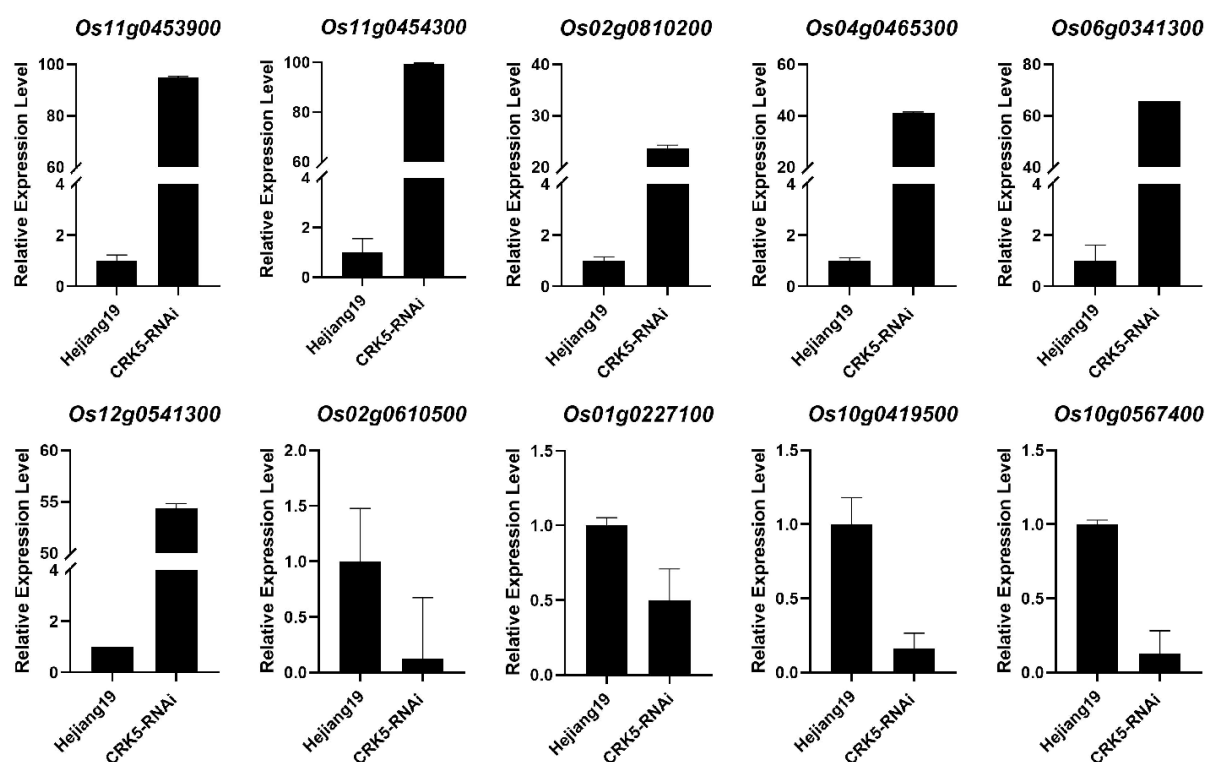 Os11g0453900
Relative Expression Level
100
80
60
4
2
0
Hejiang19
CRK5-RNAi
Os11g0454300
Relative Expression Level
100
80
60
4
2
0
Hejiang19
CRK5-RNAi
Os02g0810200
Relative Expression Level
40
30
20
4
2
0
Hejiang19
CRK5-RNAi
Os04g0465300
Relative Expression Level
60
40
20
4
2
0
Hejiang19
CRK5-RNAi
Os06g0341300
Relative Expression Level
80
60
40
4
2
0
Hejiang19
CRK5-RNAi
Os12g0541300
Relative Expression Level
60
55
50
4
2
0
Hejiang19
CRK5-RNAi
Os02g0610500
Relative Expression Level
2.0
1.5
1.0
0.5
0.0
Hejiang19
CRK5-RNAi
Os01g0227100
Relative Expression Level
1.5
1.0
0.5
0.0
Hejiang19
CRK5-RNAi
Os10g0419500
Relative Expression Level
1.5
1.0
0.5
0.0
Hejiang19
CRK5-RNAi
Os10g0567400
Relative Expression Level
1.5
1.0
0.5
0.0
Hejiang19
CRK5-RNAi